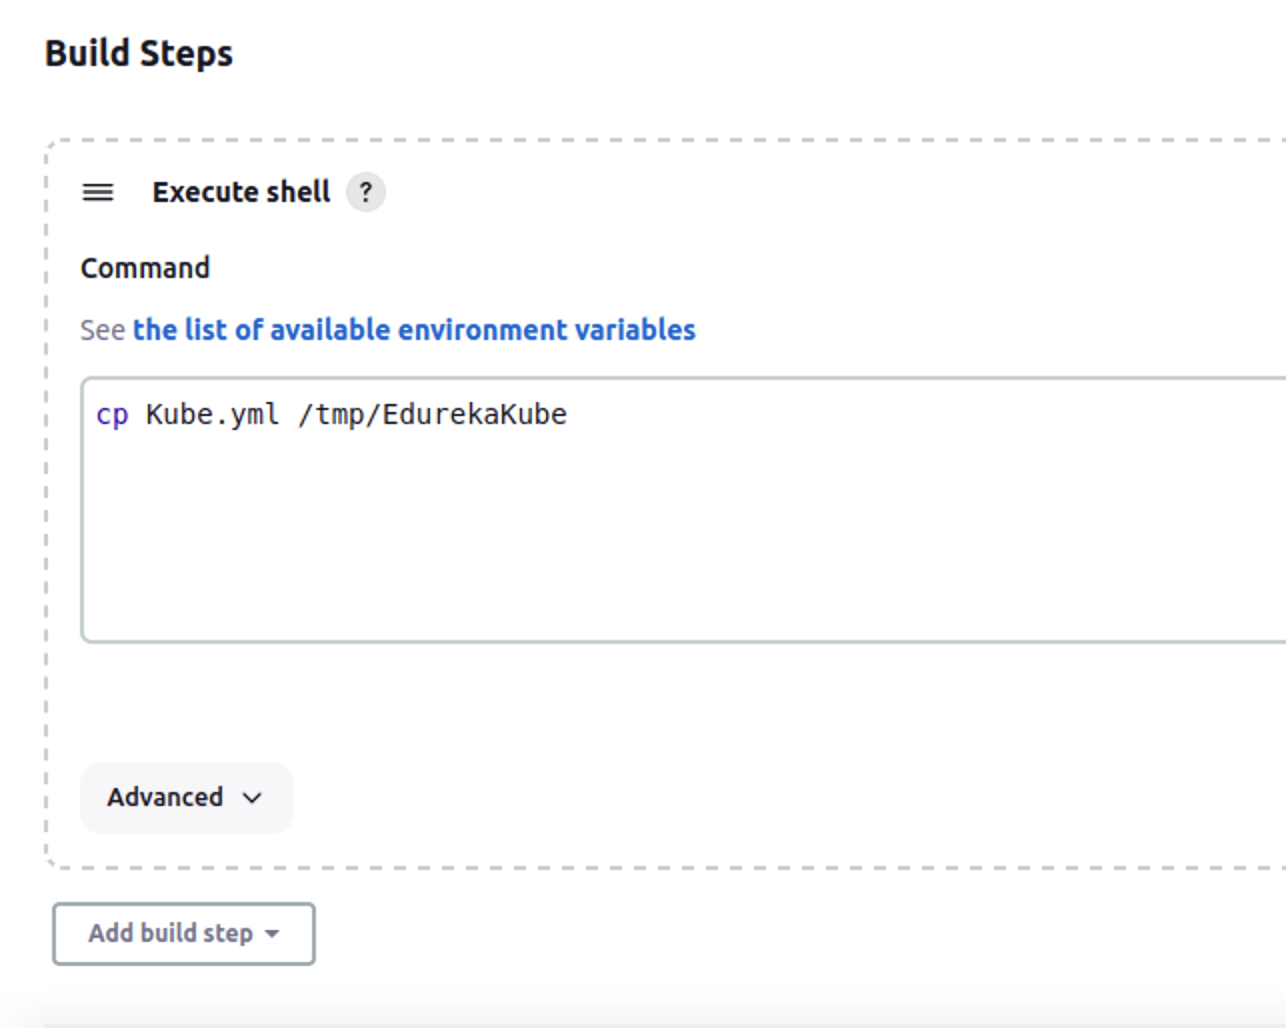 Build Steps
Execute shell ?
Command
See the list of available environment variables
cp Kube.yml /tmp/EdurekaKube
Advanced
Add build step